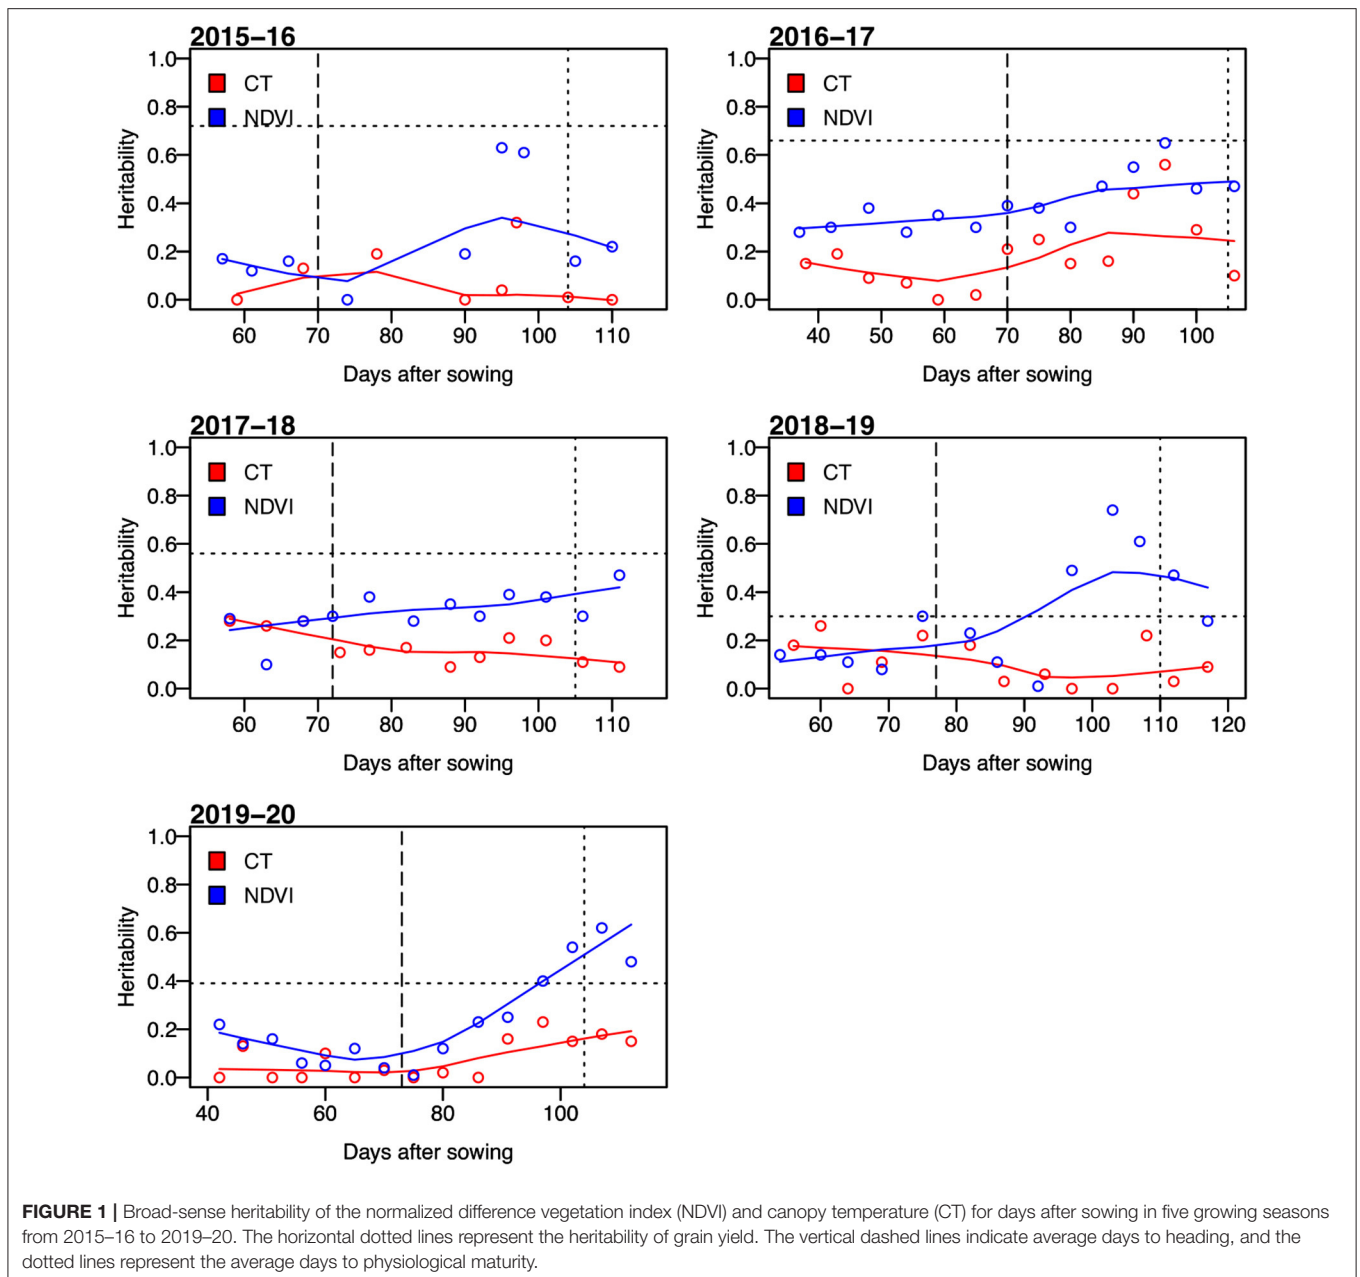 2015–16
1.0
0.8
0.6
0.4
0.2
0.0
Heritability
CT
NDVI
60 70 80 90 100 110
Days after sowing
2016–17
1.0
0.8
0.6
0.4
0.2
0.0
Heritability
CT
NDVI
40 50 60 70 80 90 100
Days after sowing
2017–18
1.0
0.8
0.6
0.4
0.2
0.0
Heritability
CT
NDVI
60 70 80 90 100 110
Days after sowing
2018–19
1.0
0.8
0.6
0.4
0.2
0.0
Heritability
CT
NDVI
60 70 80 90 100 110 120
Days after sowing
2019–20
1.0
0.8
0.6
0.4
0.2
0.0
Heritability
CT
NDVI
40 60 80 100
Days after sowing
FIGURE 1 | Broad-sense heritability of the normalized difference vegetation index (NDVI) and canopy temperature (CT) for days after sowing in five growing seasons
from 2015–16 to 2019–20. The horizontal dotted lines represent the heritability of grain yield. The vertical dashed lines indicate average days to heading, and the
dotted lines represent the average days to physiological maturity.